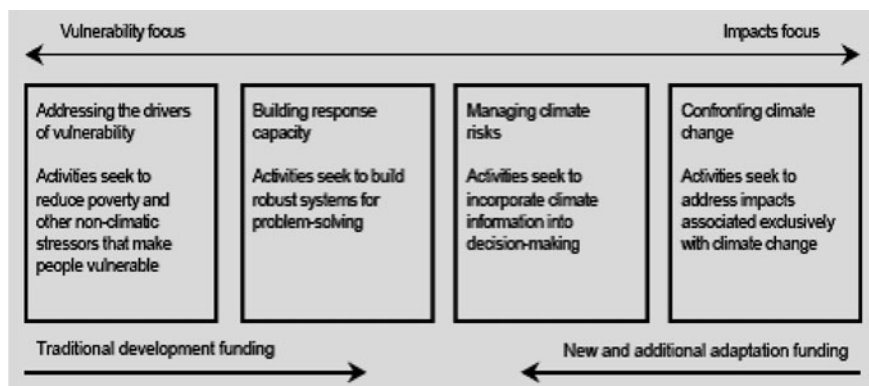 Vulnerability focus
Impacts focus
Addressing the drivers
of vulnerability
Activities seek to
reduce poverty and
other non-climatic
stressors that make
people vulnerable
Building response
capacity
Activities seek to build
robust systems for
problem-solving
Managing climate
risks
Activities seek to
incorporate climate
information into
decision-making
Confronting climate
change
Activities seek to
address impacts
associated exclusively
with climate change
Traditional development funding
New and additional adaptation funding